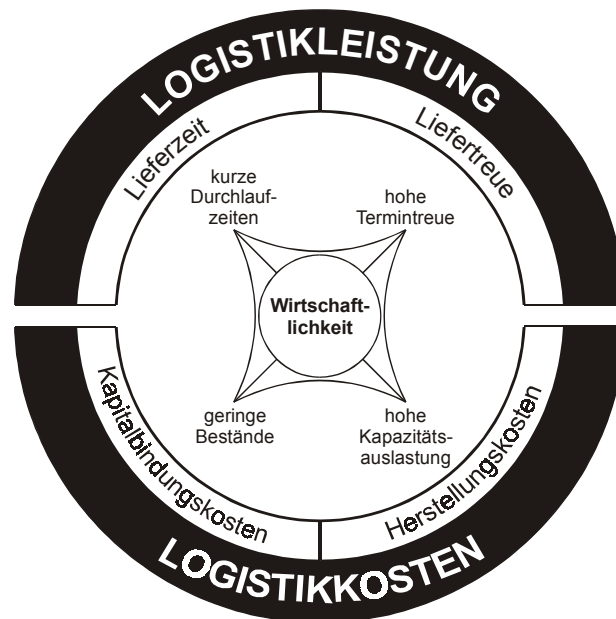 LOGISTIKLEISTUNG
Lieferzeit
Liefertreue
kurze
Durchlauf-
zeiten
hohe
Termintreue
Wirtschaft-
lichkeit
geringe
Bestände
hohe
Kapazitäts-
auslastung
Kapitalbindungskosten
Herstellungskosten
LOGISTIKKOSTEN